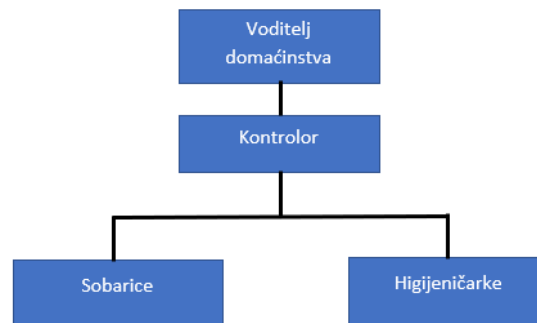 Voditelj
domaćinstva
Kontrolor
Sobarice
Higijeničarke